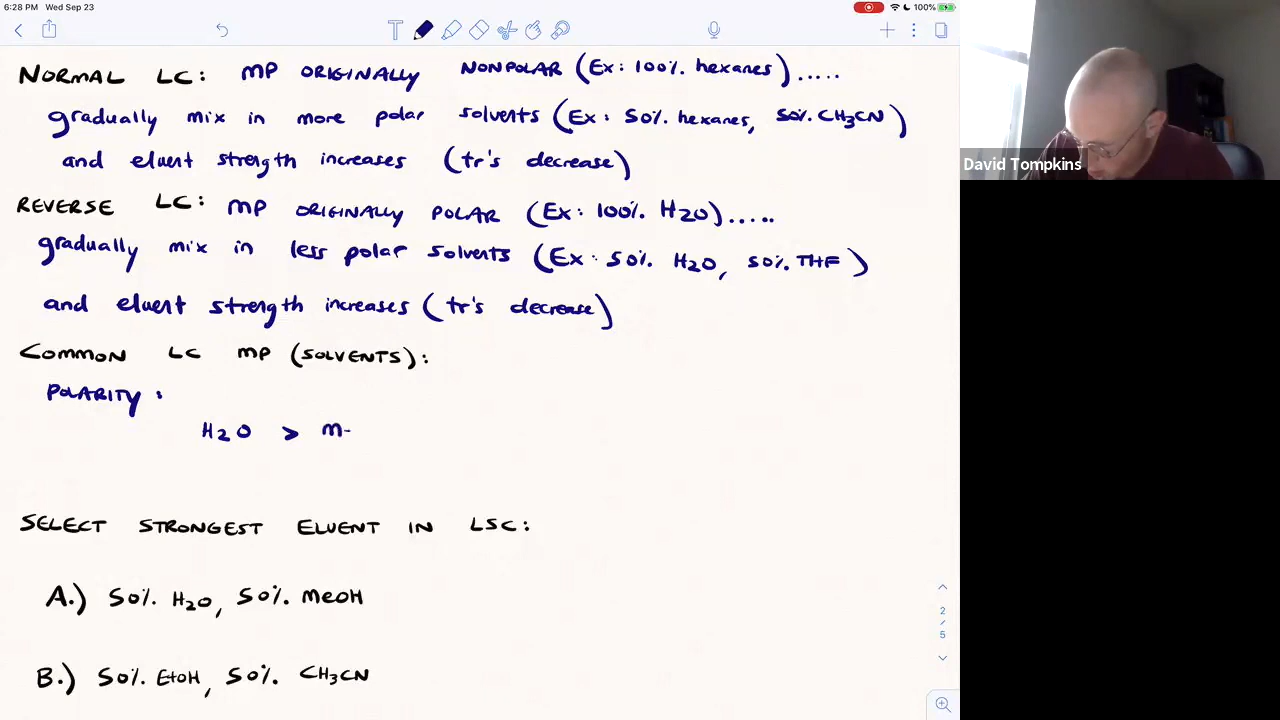 6:28 PM Wed Sep 23
100%
NORMAL LC: MP ORIGINALLY NONPOLAR (Ex: 100% hexanes).....
gradually mix in more polar solvents (Ex: 50% hexanes, 50% CH3CN)
and eluent strength increases (tr's decrease)
REVERSE LC: MP ORIGINALLY POLAR (Ex: 100% H2O).....
gradually mix in less polar solvents (Ex: 50% H2O, 50% THF)
and eluent strength increases (tr's decrease)
COMMON LC MP (SOLVENTS):
POLARITY:
H2O > m
SELECT STRONGEST ELUENT IN LSC:
A.) 50% H2O, 50% MeOH
B.) 50% EtOH, 50% CH3CN
2
/
5
David Tompkins